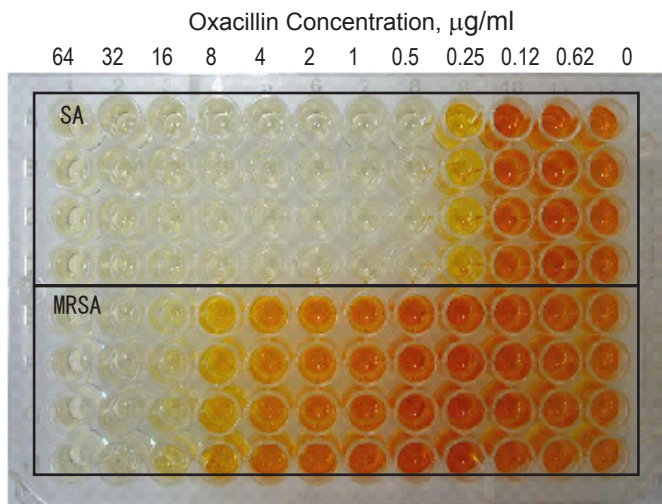 Oxacillin Concentration, μg/ml
64 32 16 8 4 2 1 0.5 0.25 0.12 0.62 0
SA
MRSA